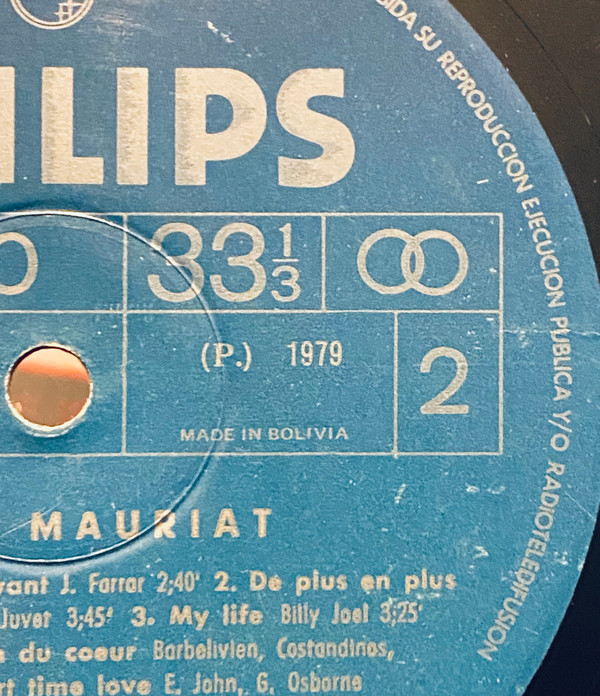 ILIPS
33 1/3
(P.) 1979
2
MADE IN BOLIVIA
MAURIAT
J. Farrar 2;40' 2. De plus en plus
Juvet 3;45' 3. My life Billy Joel 3;25'
du coeur Barbelivien, Costandinos,
time love E. John, G. Osborne
SU REPRODUCCION EJECUCION PUBLICA Y/O RADIOTELEDIFUSION